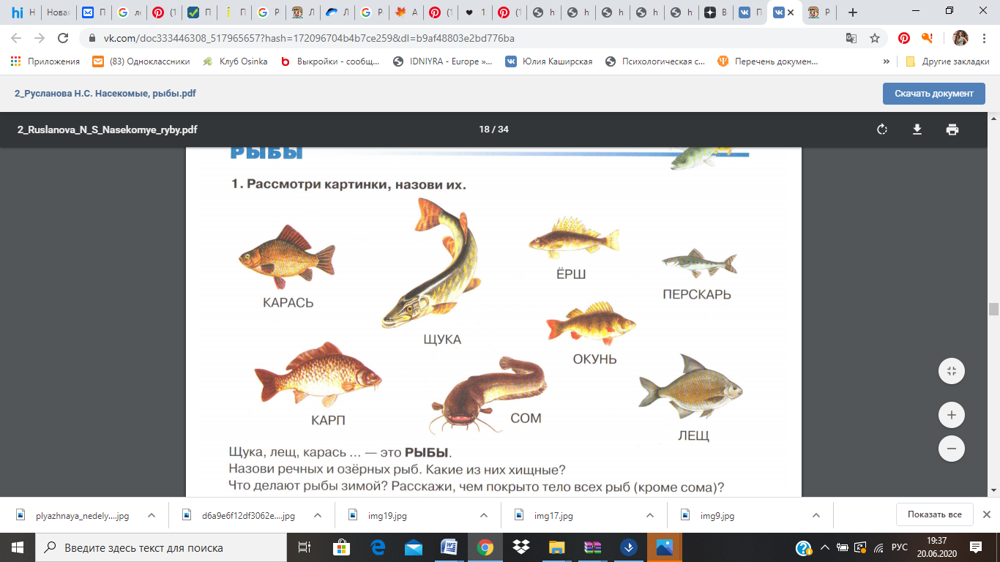 hi Н Новая П G ле (1 П П G Р Л Л G Р А (1 1 (1 h h h h h В П Р
vk.com/doc333446308_517965657?hash=172096704b4b7ce259&dl=b9af48803e2bd776ba
Приложения (83) Одноклассники Клуб Osinka Выкройки - сообщ... IDNIYRA - Europe »... Юлия Каширская Психологическая с... Перечень докумен... » Другие закладки
2_Русланова Н.С. Насекомые, рыбы.pdf Скачать документ
2_Ruslanova_N_S_Nasekomye_ryby.pdf 18 / 34
РЫБЫ
1. Рассмотри картинки, назови их.
ЁРШ
ПЕРСКАРЬ
КАРАСЬ
ЩУКА
ОКУНЬ
КАРП
СОМ
ЛЕЩ
Щука, лещ, карась ... — это РЫБЫ.
Назови речных и озёрных рыб. Какие из них хищные?
Что делают рыбы зимой? Расскажи, чем покрыто тело всех рыб (кроме сома)?
plyazhnaya_nedely....jpg d6a9e6f12df3062e....jpg img19.jpg img17.jpg img9.jpg Показать все
Введите здесь текст для поиска РУС 19:37
20.06.2020